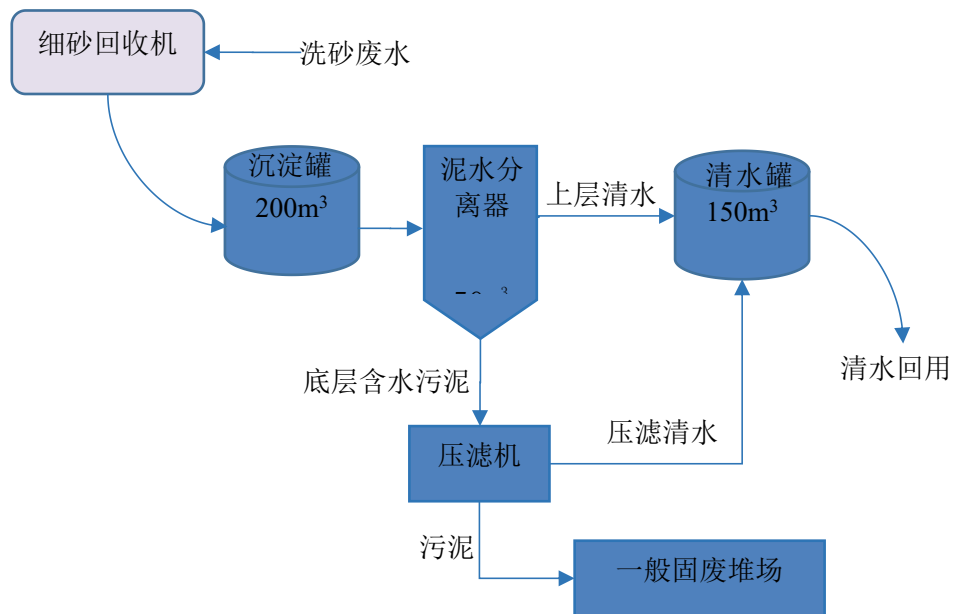 细砂回收机
洗砂废水
沉淀罐
200m³
泥水分
离器
上层清水
清水罐
150m³
清水回用
底层含水污泥
压滤清水
压滤机
污泥
一般固废堆场